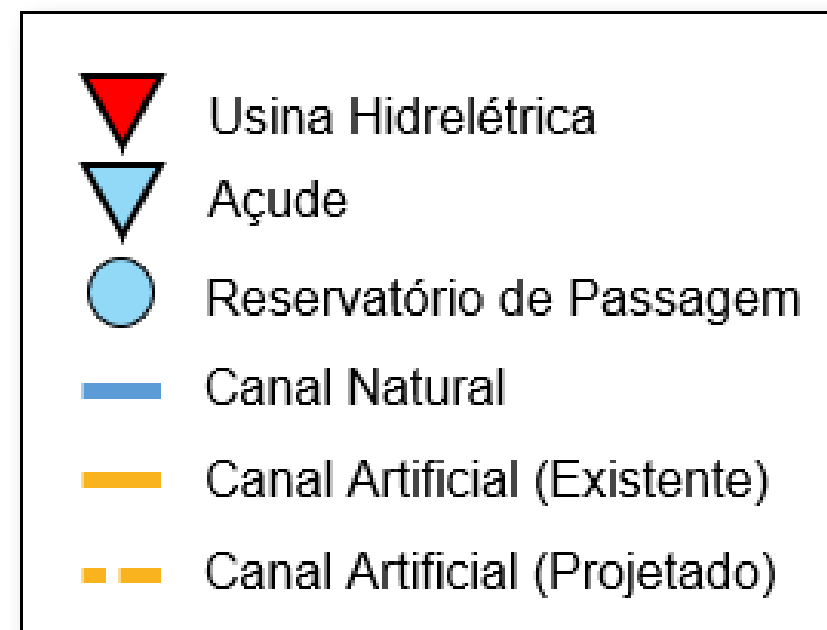 Usina Hidrelétrica
Açude
Reservatório de Passagem
Canal Natural
Canal Artificial (Existente)
Canal Artificial (Projetado)